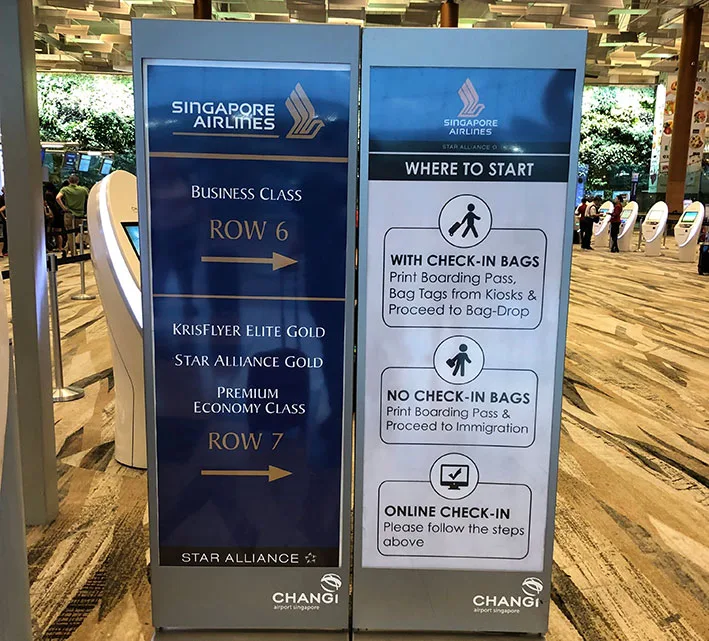 SINGAPORE
AIRLINES
BUSINESS CLASS
ROW 6
KRISFLYER ELITE GOLD
STAR ALLIANCE GOLD
PREMIUM
ECONOMY CLASS
ROW 7
STAR ALLIANCE
CHANGI
airport singapore
SINGAPORE
AIRLINES
STAR ALLIANCE
WHERE TO START
WITH CHECK-IN BAGS
Print Boarding Pass,
Bag Tags from Kiosks &
Proceed to Bag-Drop
NO CHECK-IN BAGS
Print Boarding Pass &
Proceed to Immigration
ONLINE CHECK-IN
Please follow the steps
above
CHANGI
airport singapore